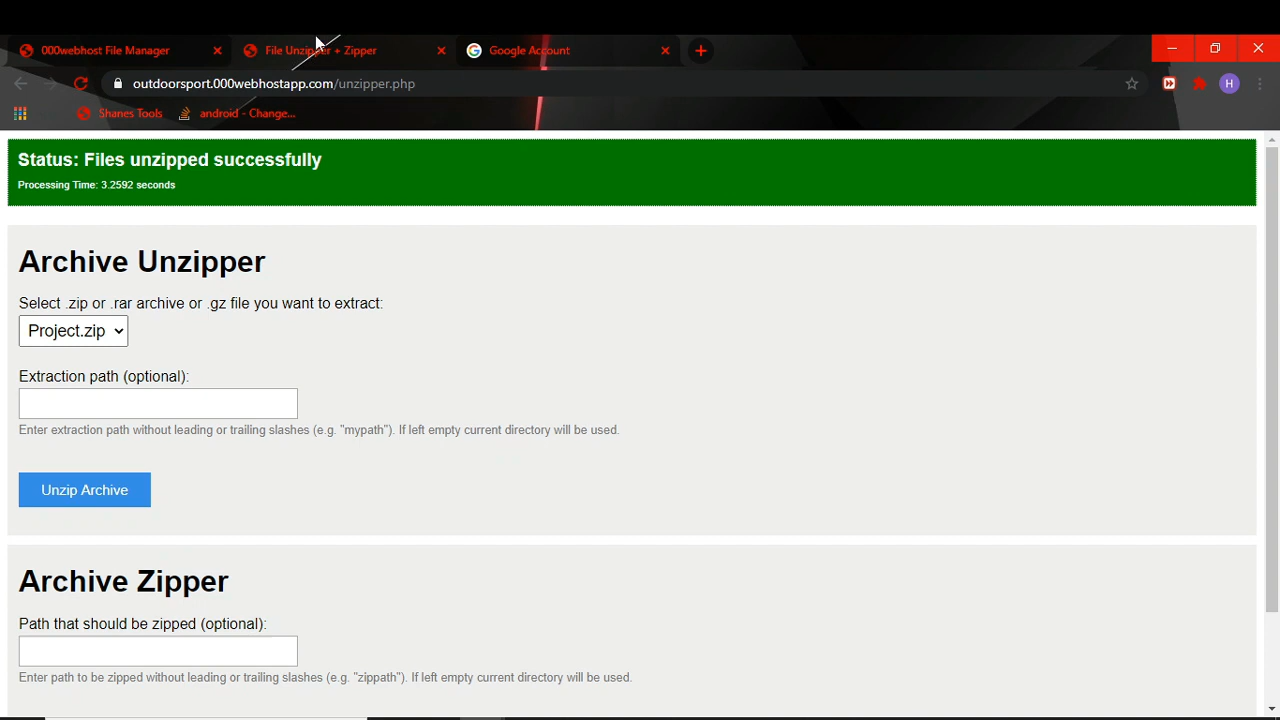 000webhost File Manager
File Unzipper + Zipper
Google Account
outdoorsport.000webhostapp.com/unzipper.php
H
Shanes Tools
android - Change...
Status: Files unzipped successfully
Processing Time: 3.2592 seconds
Archive Unzipper
Select .zip or .rar archive or .gz file you want to extract:
Project.zip
Extraction path (optional):
Enter extraction path without leading or trailing slashes (e.g. "mypath"). If left empty current directory will be used.
Unzip Archive
Archive Zipper
Path that should be zipped (optional):
Enter path to be zipped without leading or trailing slashes (e.g. "zippath"). If left empty current directory will be used.